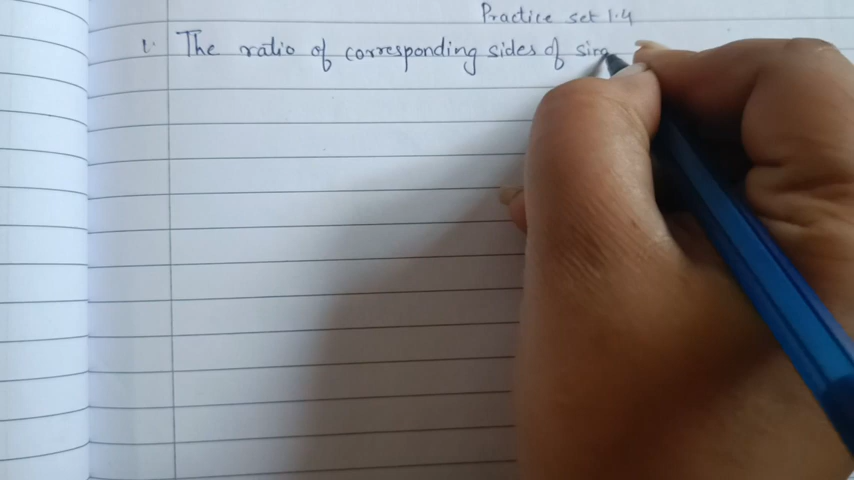 Practice set 1.4
1. The ratio of corresponding sides of sim